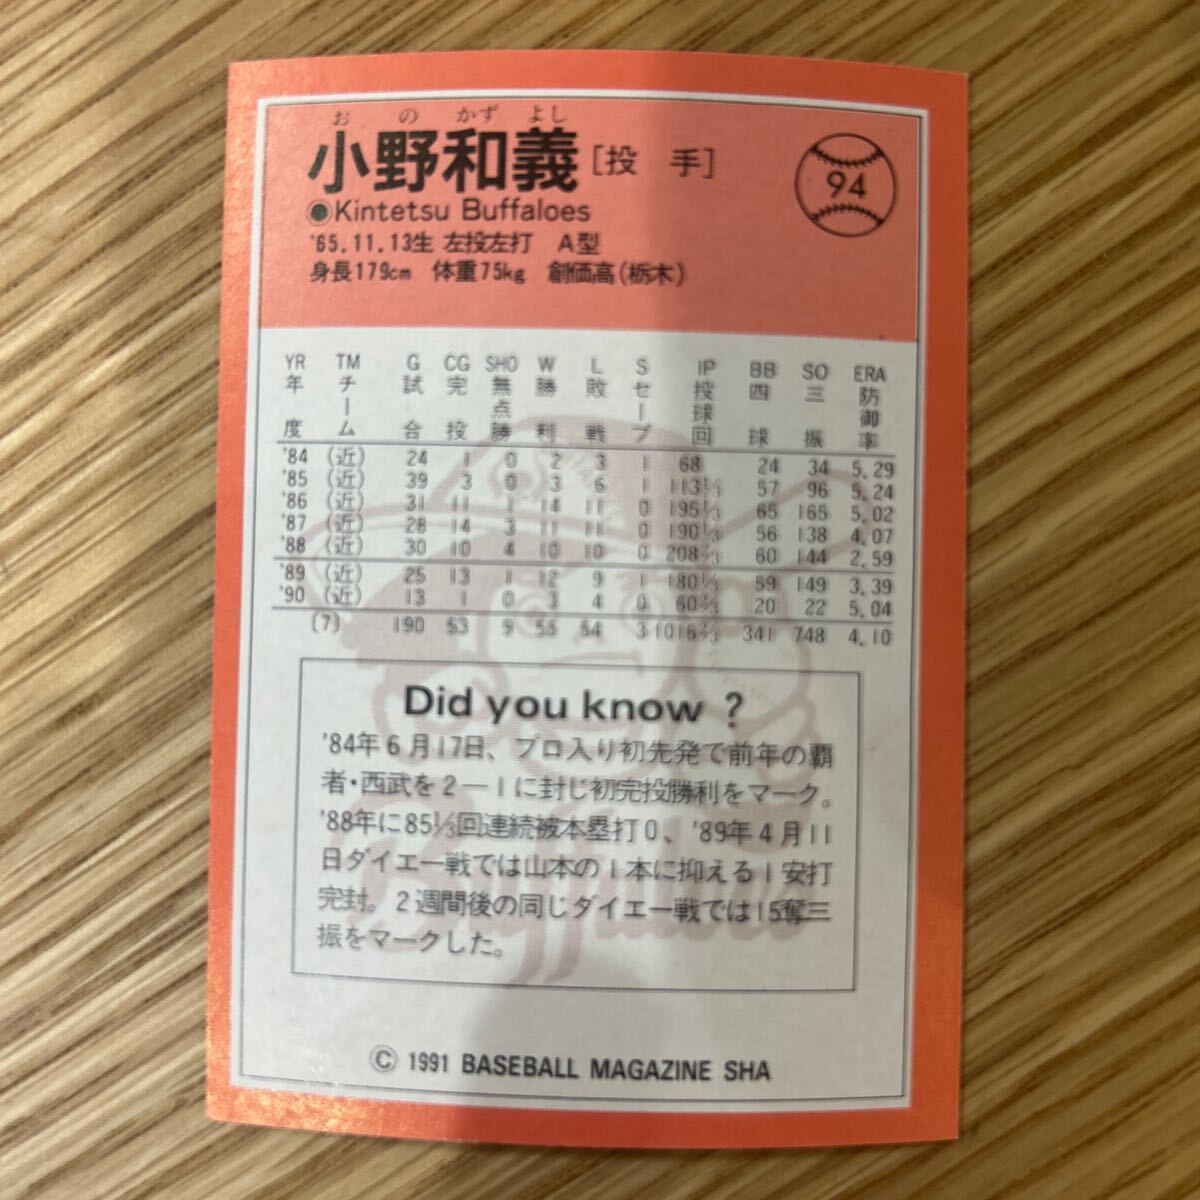 お の かず よし
小野和義[投 手]
94
●Kintetsu Buffaloes
'65.11.13生 左投左打 A型
身長179cm 体重75kg 創価高(栃木)
YR TM G CG SHO W L S IP BB SO ERA
年度 チーム 試合 完投 無点勝 勝利 敗戦 セーブ 投球回 四球 三振 防御率
'84 (近) 24 1 0 2 3 1 68 24 34 5.29
'85 (近) 39 3 0 3 6 1 113⅓ 57 96 5.24
'86 (近) 31 11 1 14 11 0 195⅓ 65 165 5.02
'87 (近) 28 14 3 11 11 0 190⅓ 56 138 4.07
'88 (近) 30 10 4 10 10 0 208⅔ 60 144 2.59
'89 (近) 25 13 1 12 9 1 180⅓ 59 149 3.39
'90 (近) 13 1 0 3 4 0 60⅔ 20 22 5.04
(7) 190 53 9 55 54 3 1016⅔ 341 748 4.10
Did you know ?
'84年6月17日、プロ入り初先発で前年の覇
者・西武を2−1に封じ初完投勝利をマーク。
'88年に85⅓回連続被本塁打0、'89年4月11
日ダイエー戦では山本の1本に抑える1安打
完封。2週間後の同じダイエー戦では15奪三
振をマークした。
© 1991 BASEBALL MAGAZINE SHA